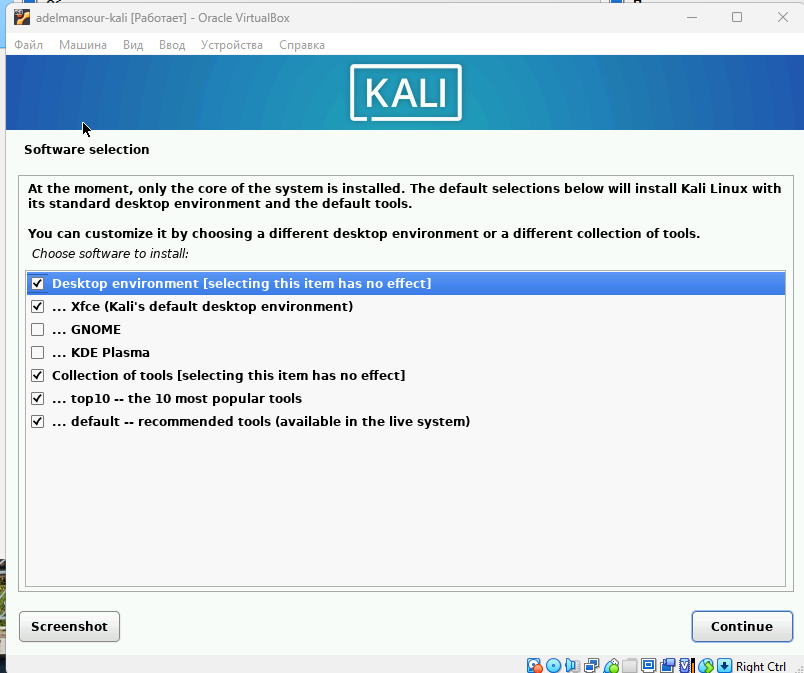 adelmansour-kali [Работает] - Oracle VirtualBox
Файл Машина Вид Ввод Устройства Справка
KALI
Software selection
At the moment, only the core of the system is installed. The default selections below will install Kali Linux with
its standard desktop environment and the default tools.
You can customize it by choosing a different desktop environment or a different collection of tools.
Choose software to install:
Desktop environment [selecting this item has no effect]
... Xfce (Kali's default desktop environment)
... GNOME
... KDE Plasma
Collection of tools [selecting this item has no effect]
... top10 -- the 10 most popular tools
... default -- recommended tools (available in the live system)
Screenshot
Continue
Right Ctrl